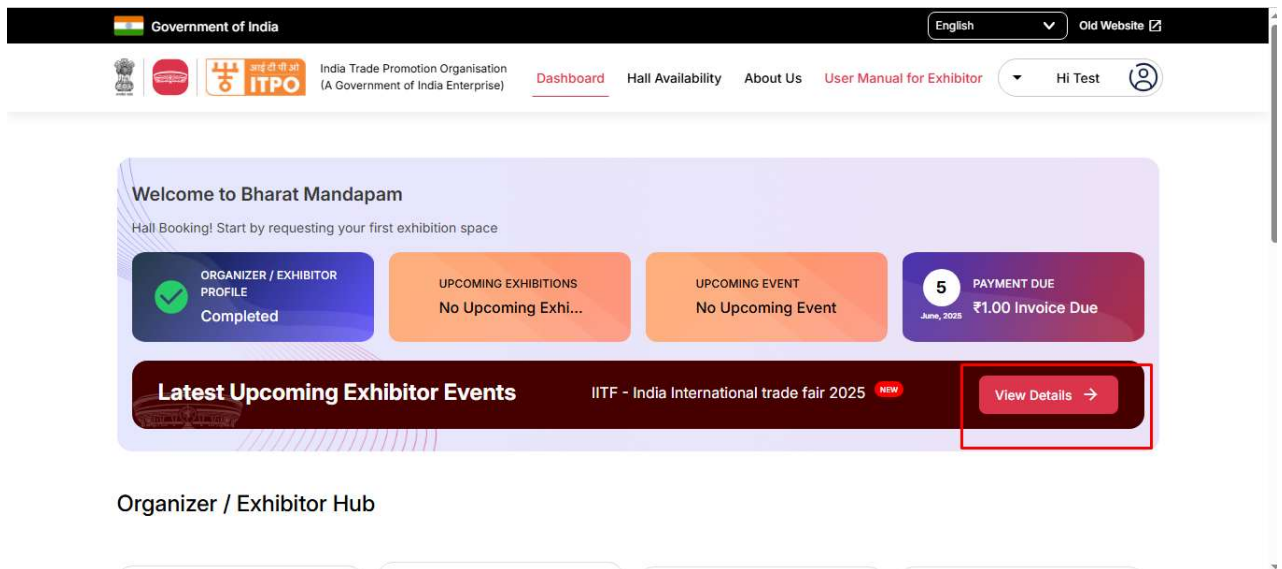 Government of India
English
Old Website
आई टी पी ओ
ITPO
India Trade Promotion Organisation
(A Government of India Enterprise)
Dashboard
Hall Availability
About Us
User Manual for Exhibitor
Hi Test
Welcome to Bharat Mandapam
Hall Booking! Start by requesting your first exhibition space
ORGANIZER / EXHIBITOR
PROFILE
Completed
UPCOMING EXHIBITIONS
No Upcoming Exhi...
UPCOMING EVENT
No Upcoming Event
5
June, 2025
PAYMENT DUE
₹1.00 Invoice Due
Latest Upcoming Exhibitor Events
IITF - India International trade fair 2025
NEW
View Details
Organizer / Exhibitor Hub